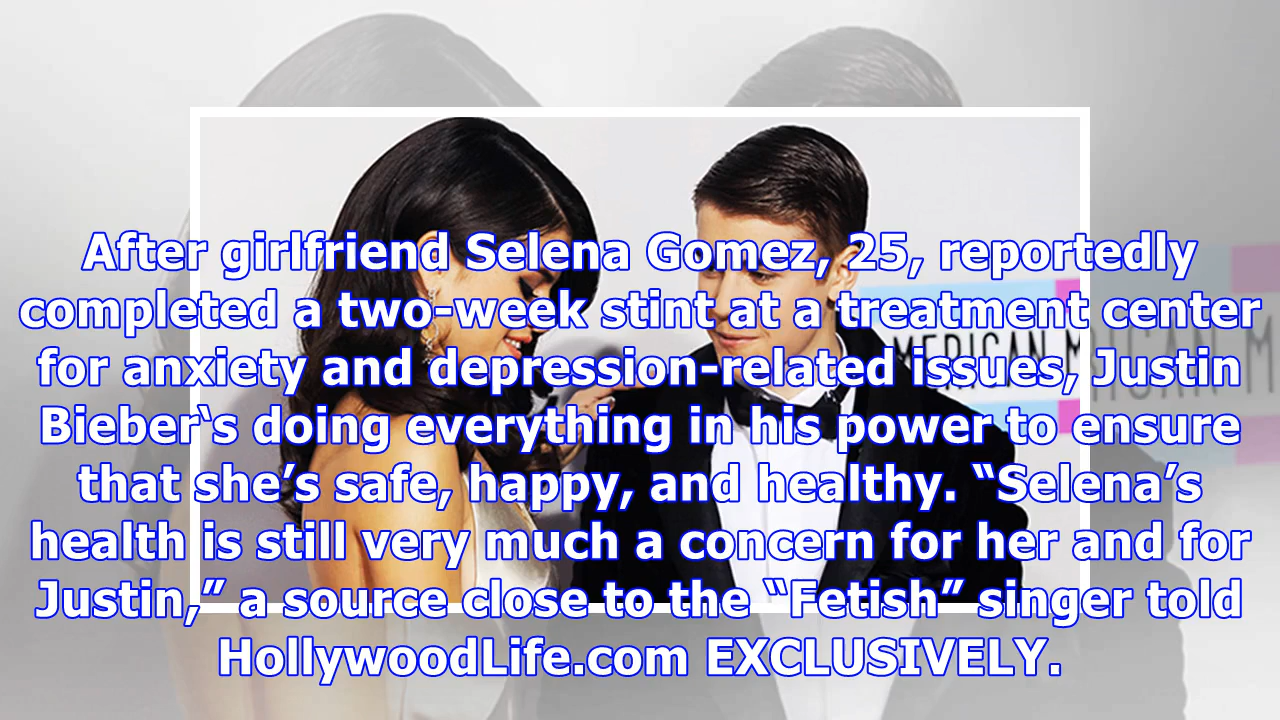 After girlfriend Selena Gomez, 25, reportedly
completed a two-week stint at a treatment center
for anxiety and depression-related issues, Justin
Bieber‘s doing everything in his power to ensure
that she’s safe, happy, and healthy. “Selena’s
health is still very much a concern for her and for
Justin,” a source close to the “Fetish” singer told
HollywoodLife.com EXCLUSIVELY.
AMERICAN M